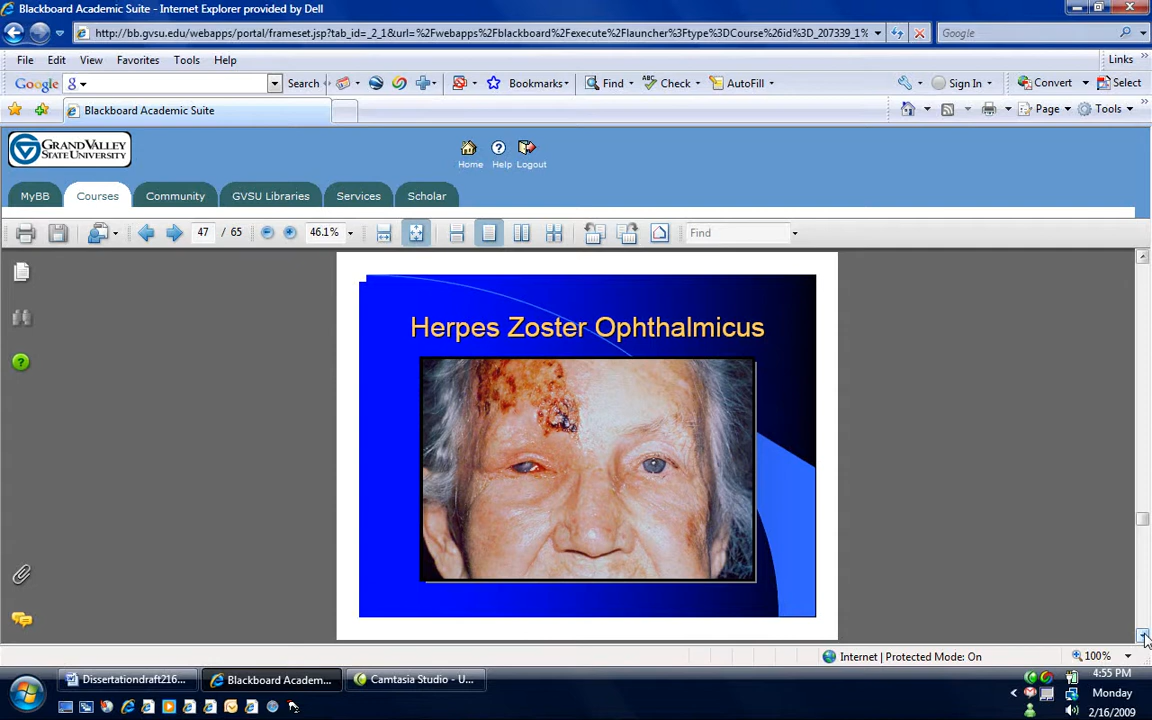 Blackboard Academic Suite - Internet Explorer provided by Dell
http://bb.gvsu.edu/webapps/portal/frameset.jsp?tab_id=_2_1&url=%2Fwebapps%2Fblackboard%2Fexecute%2Flauncher%3Ftype%3DCourse%26id%3D_207339_1%
Google
File Edit View Favorites Tools Help
Links
Google
Search
Bookmarks
Find
Check
AutoFill
Sign In
Convert
Select
Blackboard Academic Suite
Page
Tools
GRAND VALLEY
STATE UNIVERSITY
Home Help Logout
MyBB Courses Community GVSU Libraries Services Scholar
47 / 65
46.1%
Find
Herpes Zoster Ophthalmicus
Internet | Protected Mode: On
100%
Dissertationdraft216...
Blackboard Academ...
Camtasia Studio - U...
4:55 PM
Monday
2/16/2009